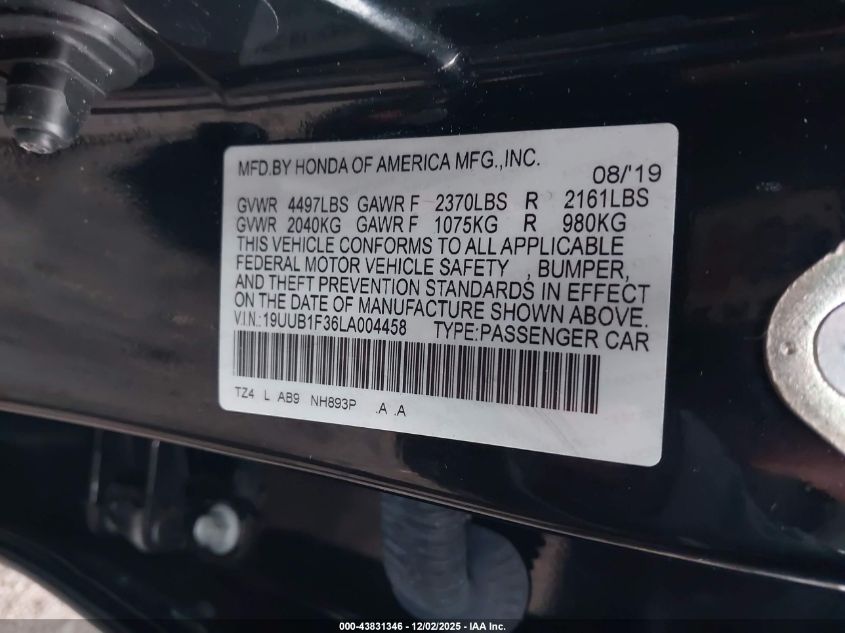 MFD.BY HONDA OF AMERICA MFG.,INC.
08/'19
GVWR 4497LBS GAWR F 2370LBS R 2161LBS
GVWR 2040KG GAWR F 1075KG R 980KG
THIS VEHICLE CONFORMS TO ALL APPLICABLE
FEDERAL MOTOR VEHICLE SAFETY , BUMPER,
AND THEFT PREVENTION STANDARDS IN EFFECT
ON THE DATE OF MANUFACTURE SHOWN ABOVE.
V.I.N.:19UUB1F36LA004458 TYPE:PASSENGER CAR
TZ4 L AB9 NH893P .A .A
000-43831346 - 12/02/2025 - IAA Inc.